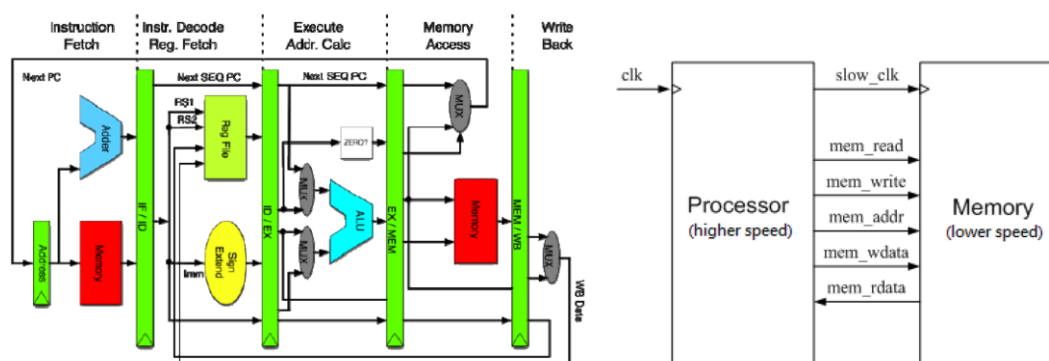 Instruction Fetch
Instr. Decode Reg. Fetch
Execute Addr. Calc
Memory Access
Write Back
Next PC
Next SEQ PC
Next SEQ PC
MUX
Adder
RS1
RS2
Reg File
ZERO?
MUX
MUX
ALU
Memory
MUX
IF / ID
ID / EX
EX / MEM
MEM / WB
Address
Memory
Sign Extend
Imm
WB Data
clk
slow_clk
mem_read
mem_write
mem_addr
mem_wdata
mem_rdata
Processor
(higher speed)
Memory
(lower speed)